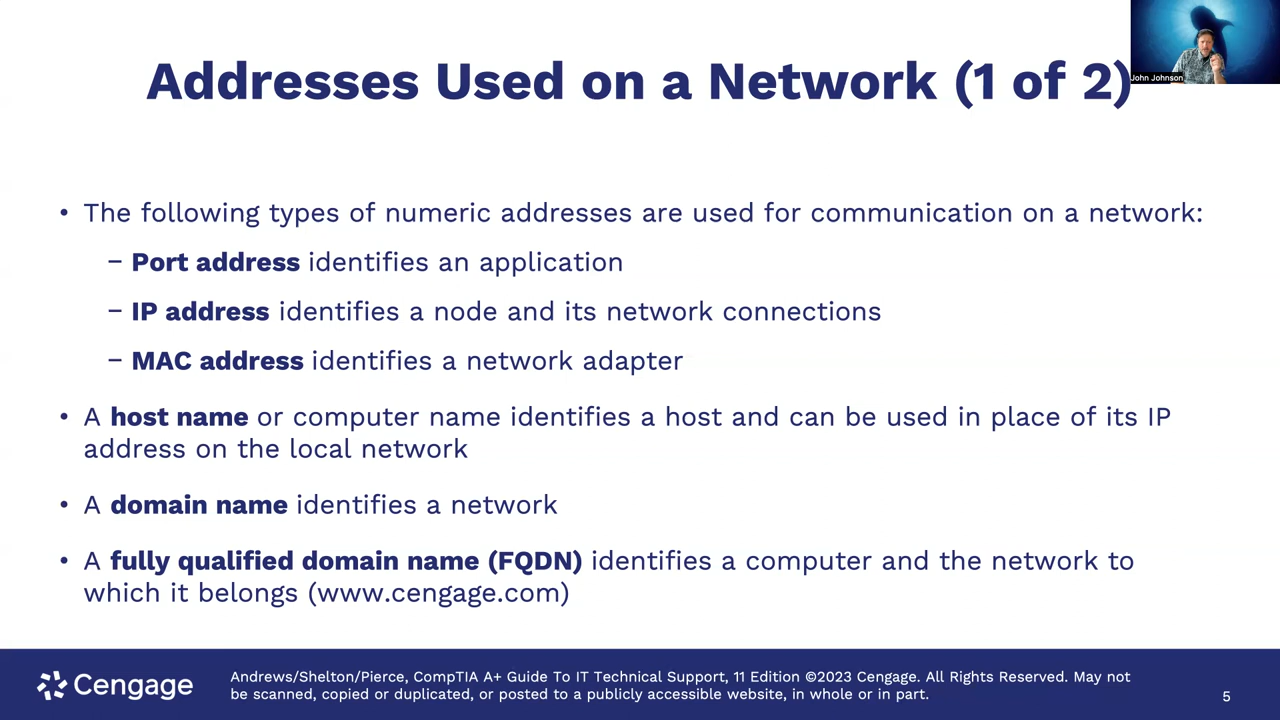 Addresses Used on a Network (1 of 2)
John Johnson
• The following types of numeric addresses are used for communication on a network:
– Port address identifies an application
– IP address identifies a node and its network connections
– MAC address identifies a network adapter
• A host name or computer name identifies a host and can be used in place of its IP
address on the local network
• A domain name identifies a network
• A fully qualified domain name (FQDN) identifies a computer and the network to
which it belongs (www.cengage.com)
Cengage
Andrews/Shelton/Pierce, CompTIA A+ Guide To IT Technical Support, 11 Edition ©2023 Cengage. All Rights Reserved. May not
be scanned, copied or duplicated, or posted to a publicly accessible website, in whole or in part.
5